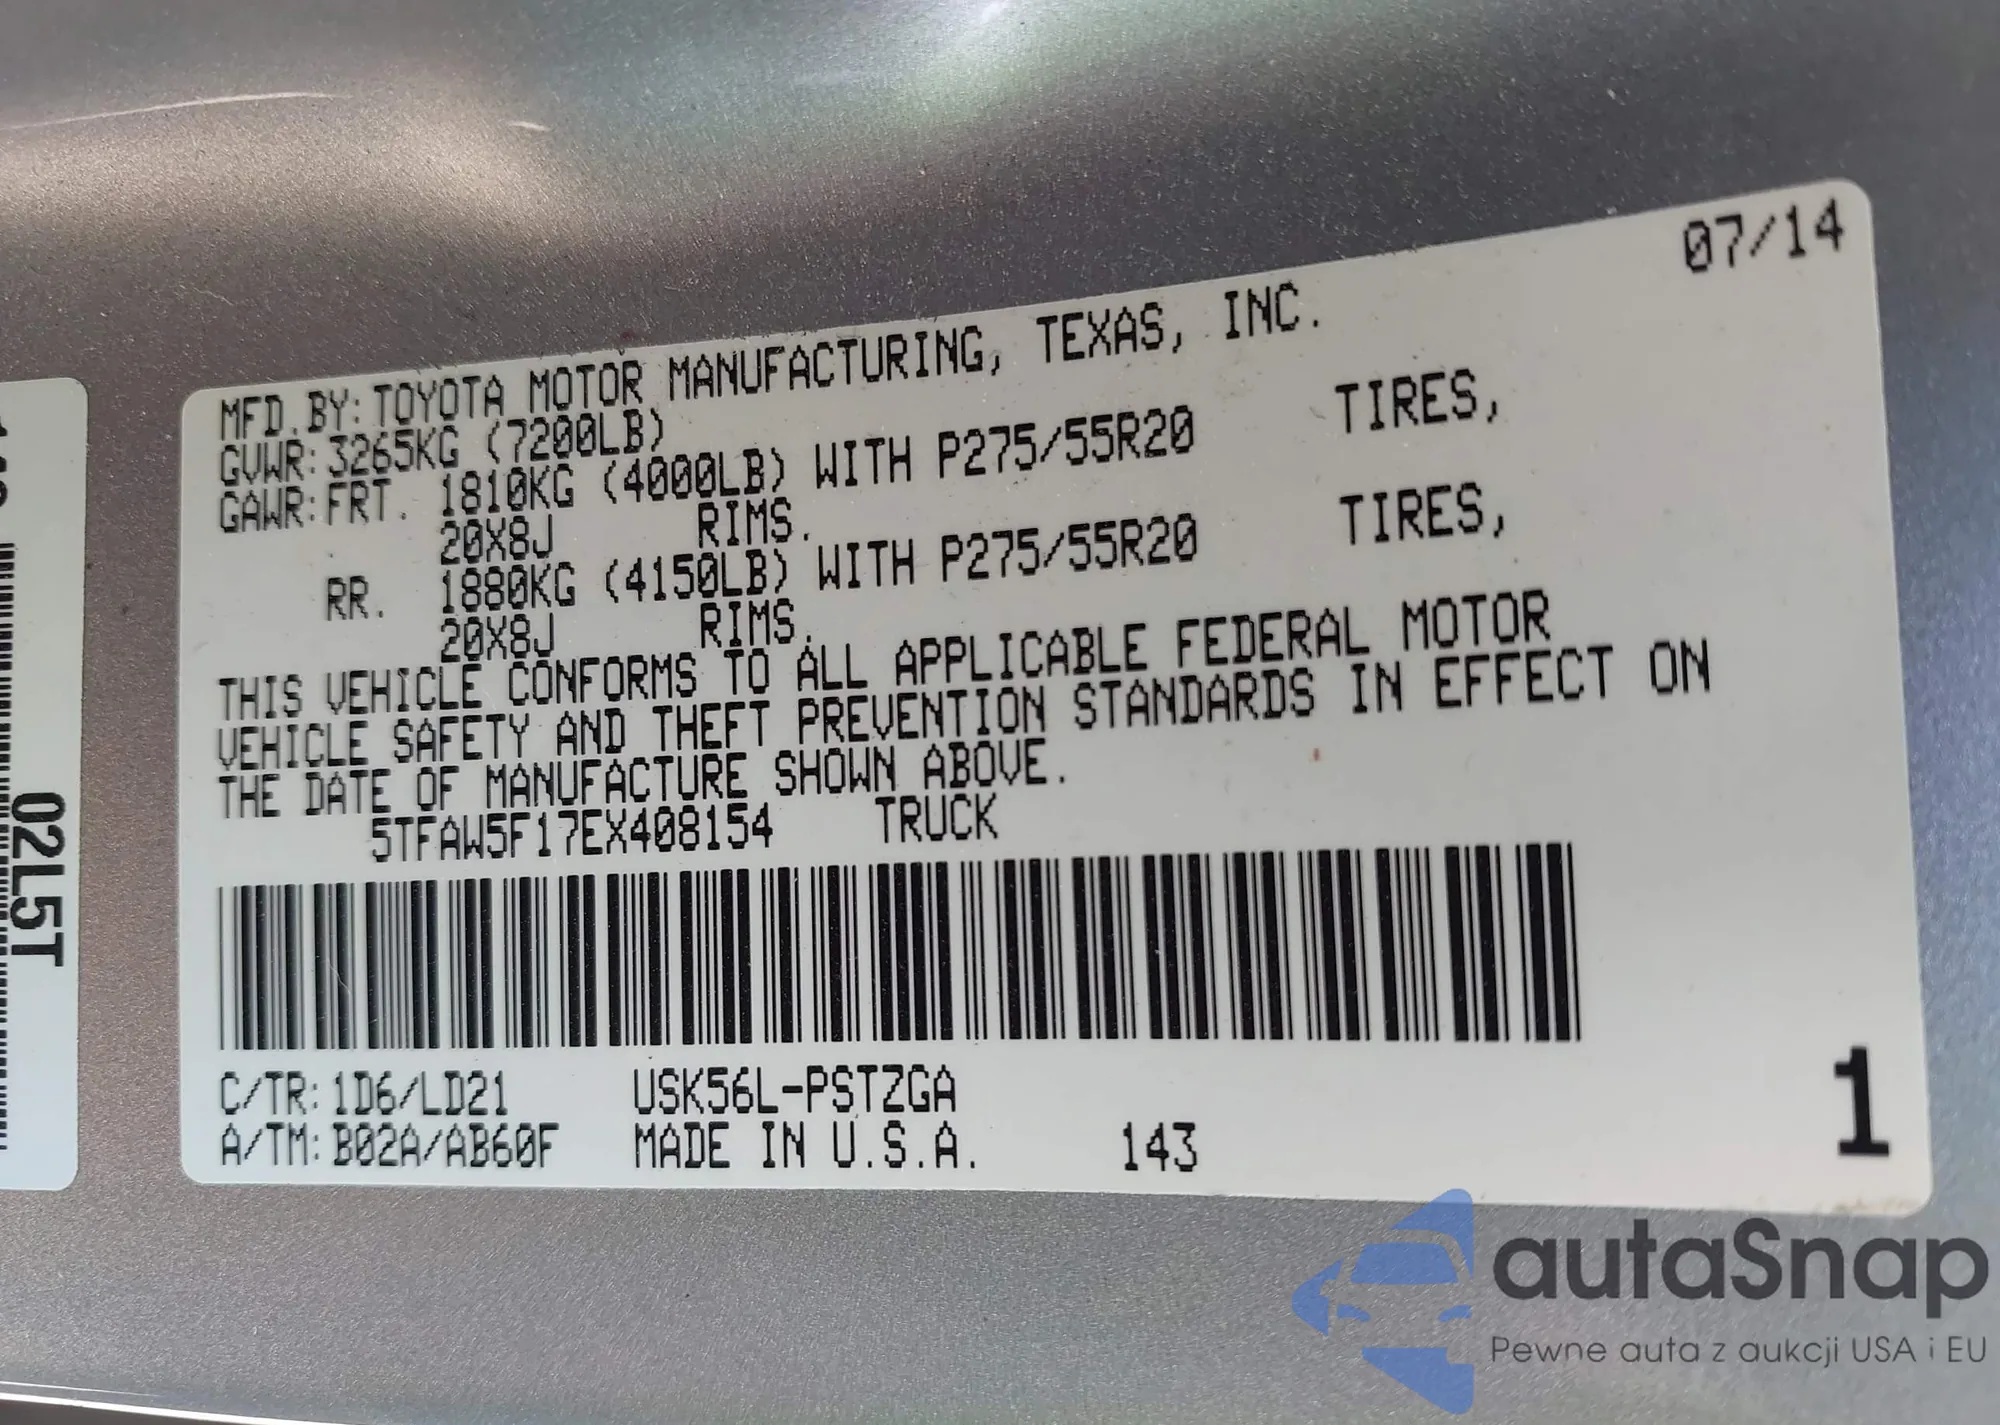 07/14
MFD.BY:TOYOTA MOTOR MANUFACTURING, TEXAS, INC.
GVWR:3265KG (7200LB)
GAWR:FRT. 1810KG (4000LB) WITH P275/55R20 TIRES,
20X8J RIMS.
RR. 1880KG (4150LB) WITH P275/55R20 TIRES,
20X8J RIMS.
THIS VEHICLE CONFORMS TO ALL APPLICABLE FEDERAL MOTOR
VEHICLE SAFETY AND THEFT PREVENTION STANDARDS IN EFFECT ON
THE DATE OF MANUFACTURE SHOWN ABOVE.
5TFAW5F17EX408154 TRUCK
C/TR:1D6/LD21 USK56L-PSTZGA
A/TM:B02A/AB60F MADE IN U.S.A. 143
1
02L5T
autaSnap
Pewne auta z aukcji USA i EU